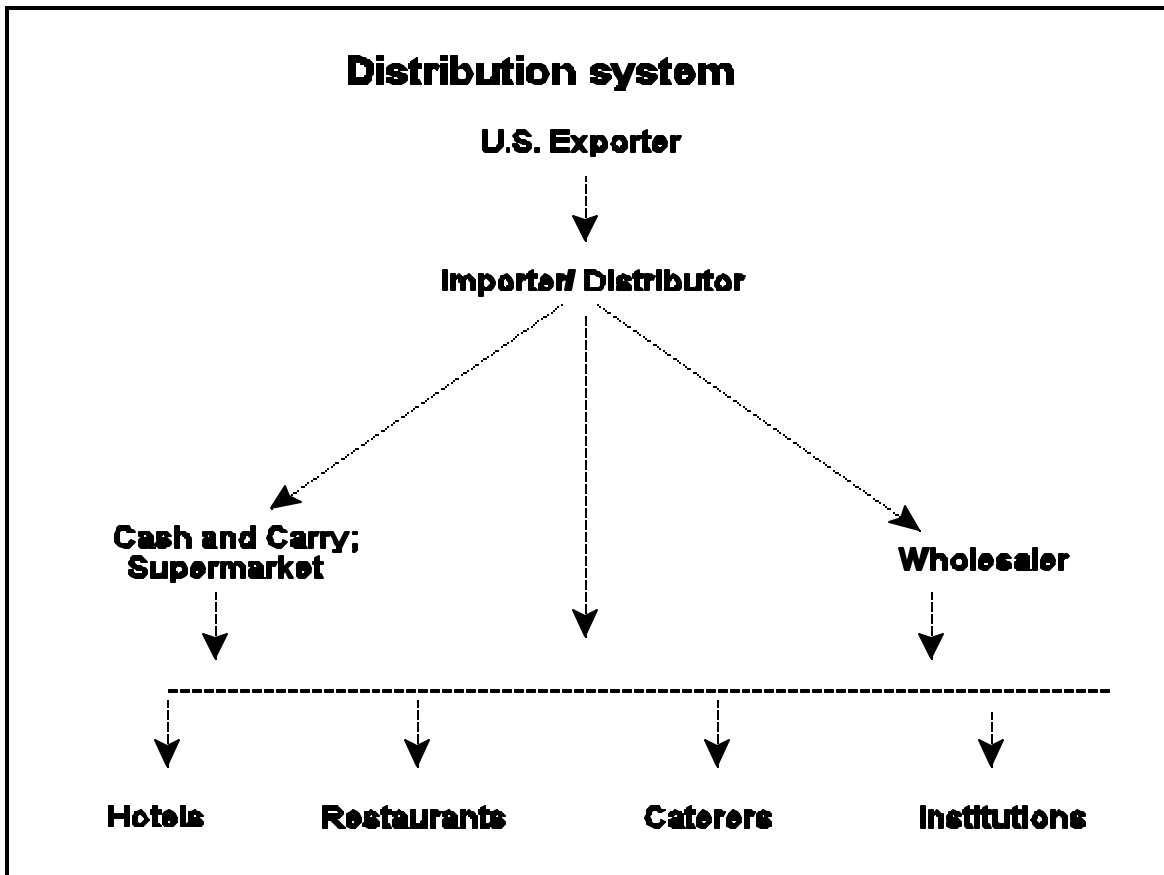 Distribution system
U.S. Exporter
Importer/ Distributor
Cash and Carry;
Supermarket
Wholesaler
Hotels
Restaurants
Caterers
Institutions